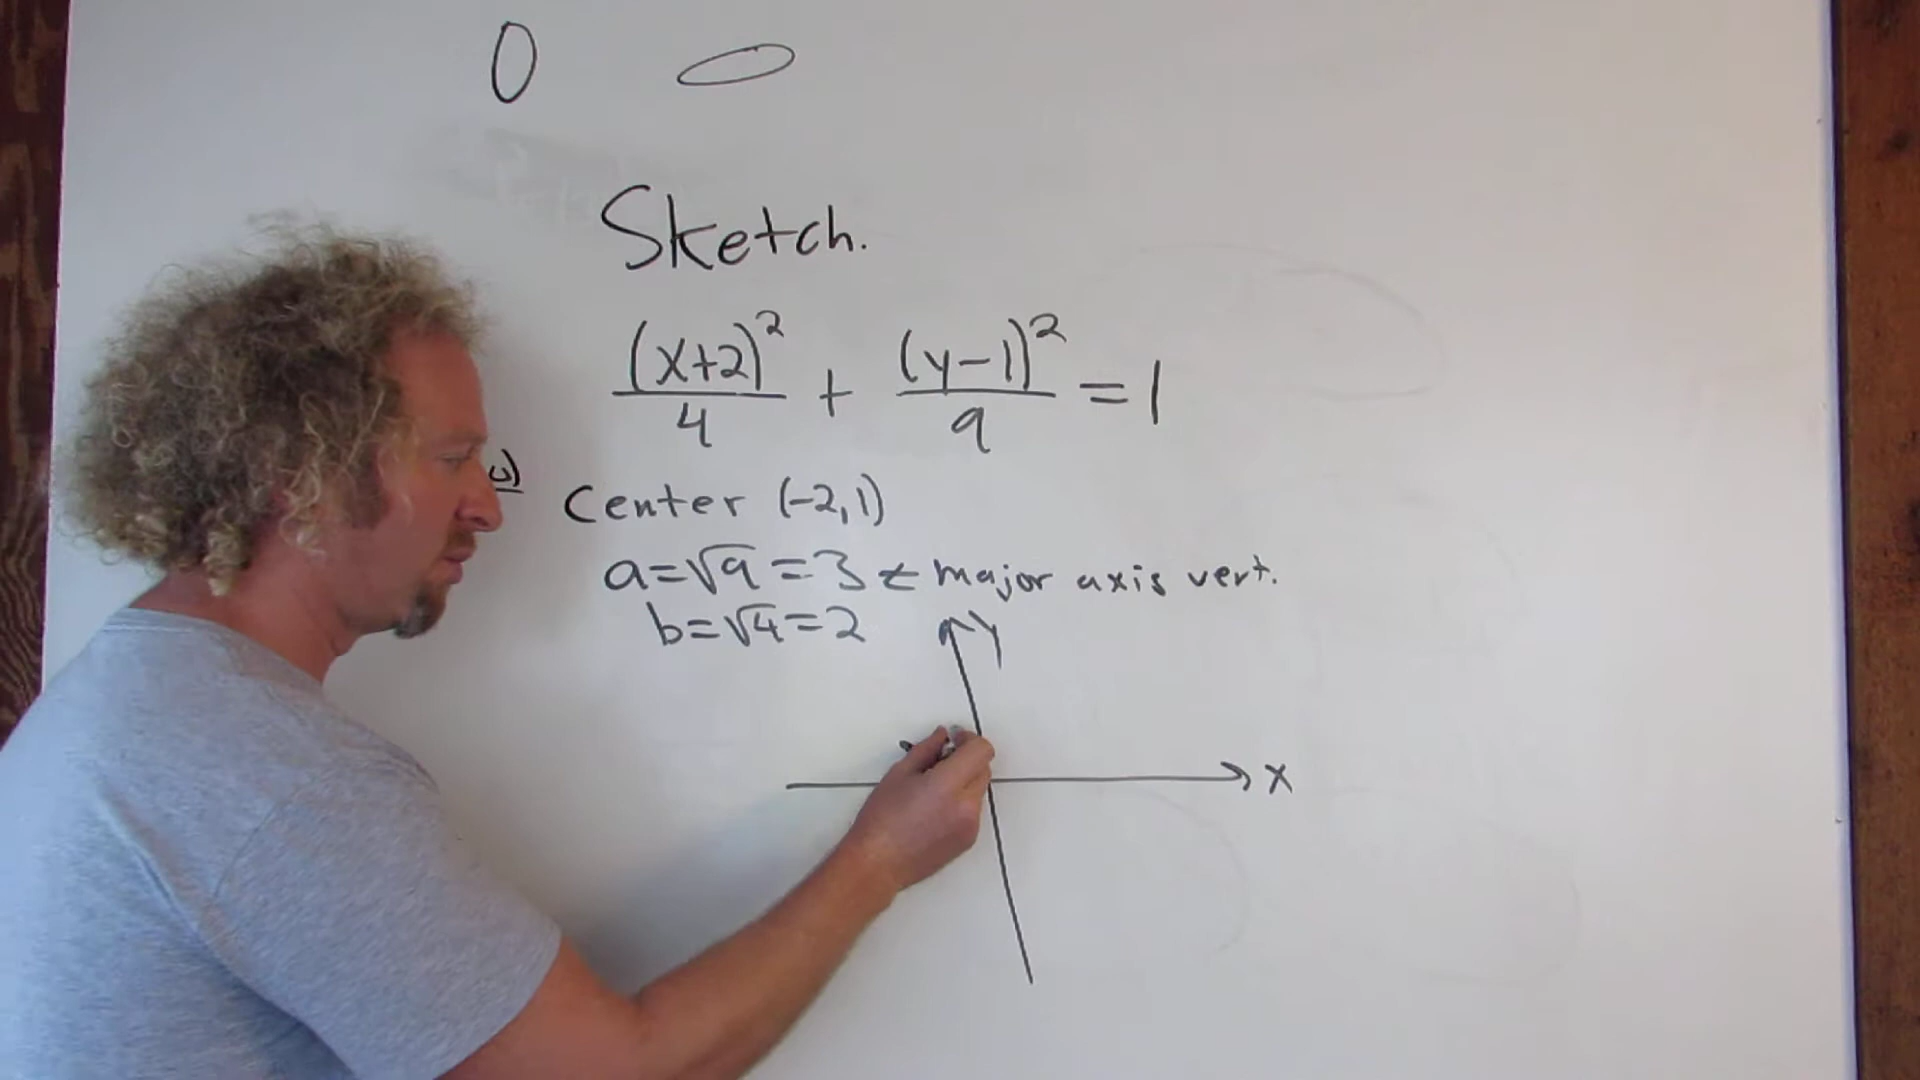 Sketch.
(x+2)²/4 + (y-1)²/9 = 1
Center (-2,1)
a=√9=3 ← major axis vert.
b=√4=2
y
x